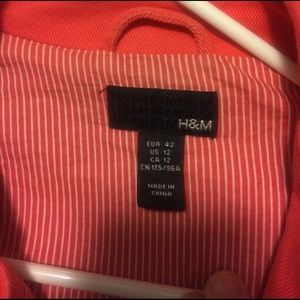 H&M
EUR 42
US 12
CA 12
CN 175/96A
MADE IN
CHINA